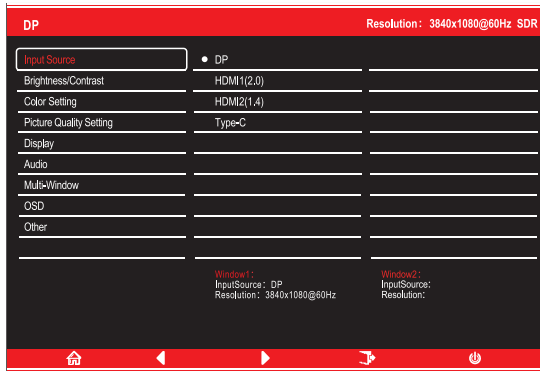 DP
Resolution: 3840x1080@60Hz SDR
Input Source
Brightness/Contrast
Color Setting
Picture Quality Setting
Display
Audio
Multi-Window
OSD
Other
DP
HDMI1(2.0)
HDMI2(1.4)
Type-C
Window1:
InputSource: DP
Resolution: 3840x1080@60Hz
Window2:
InputSource:
Resolution: